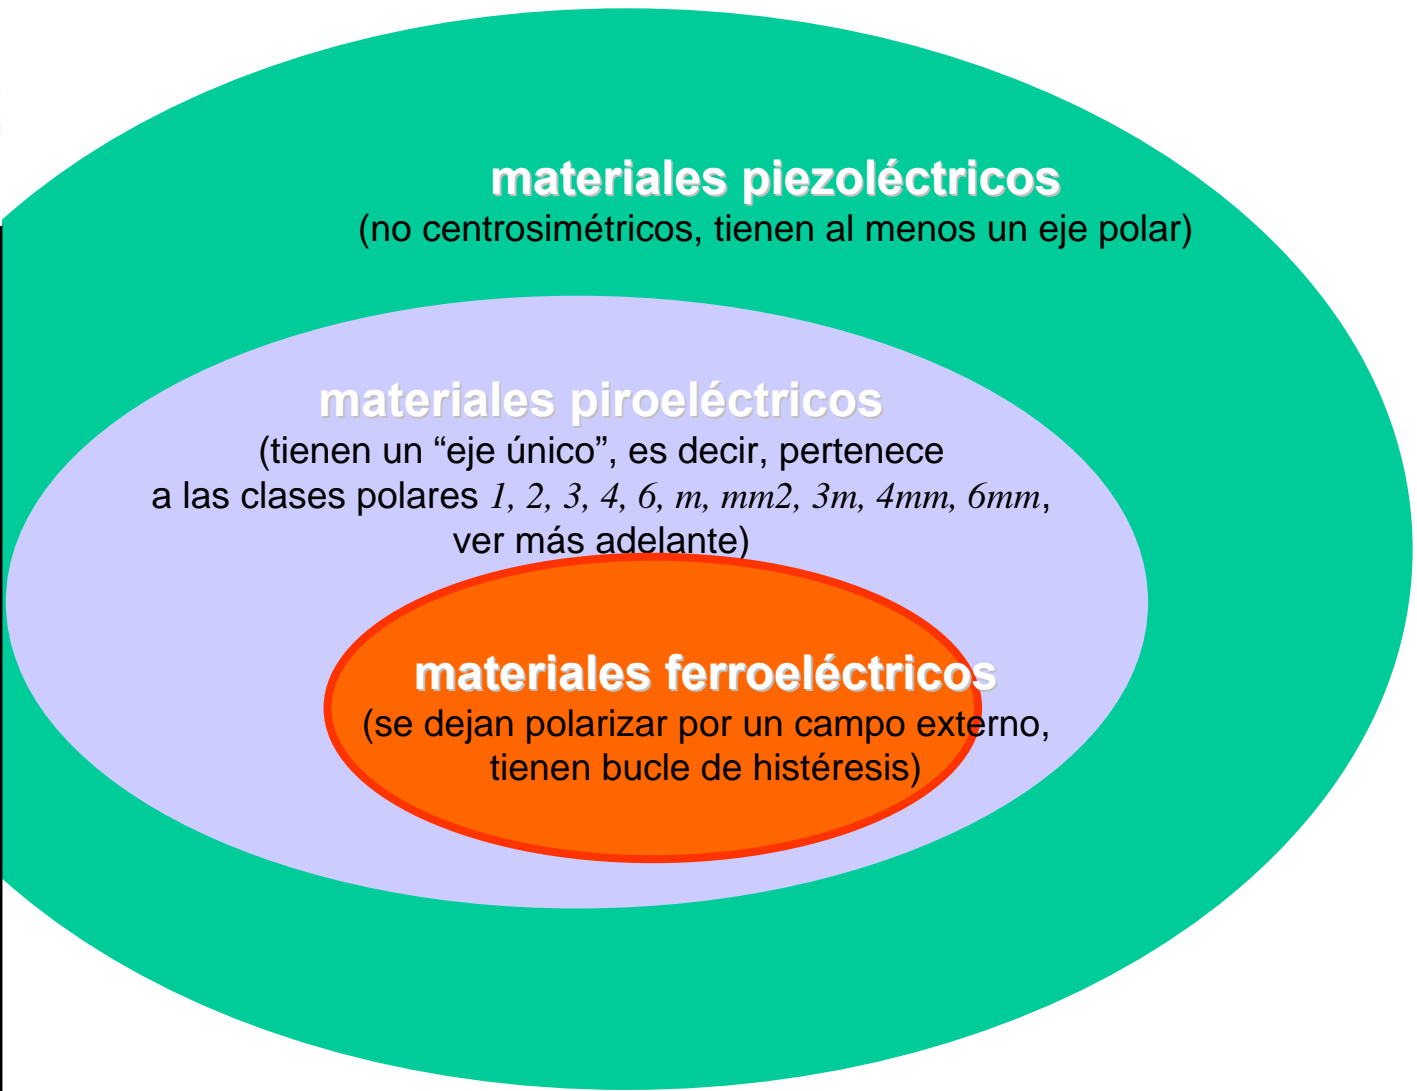 materiales piezoléctricos
(no centrosimétricos, tienen al menos un eje polar)
materiales piroeléctricos
(tienen un “eje único”, es decir, pertenece
a las clases polares 1, 2, 3, 4, 6, m, mm2, 3m, 4mm, 6mm,
ver más adelante)
materiales ferroeléctricos
(se dejan polarizar por un campo externo,
tienen bucle de histéresis)